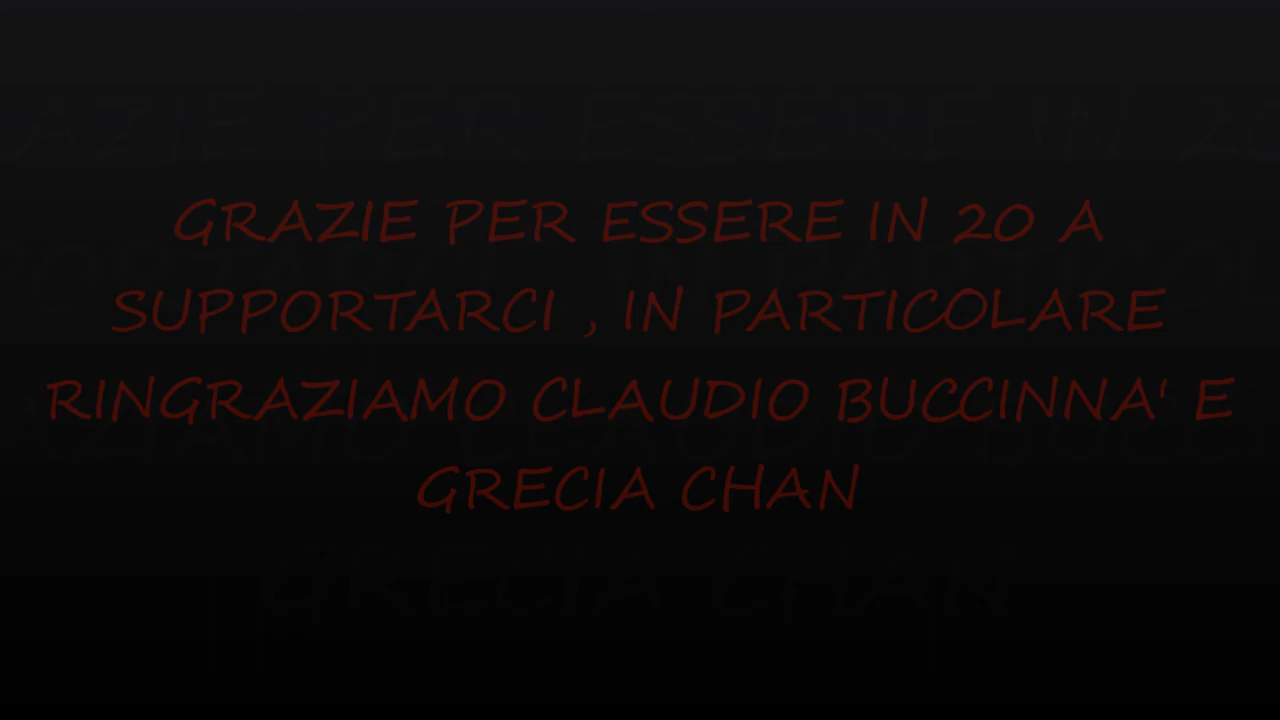 GRAZIE PER ESSERE IN 20 A
SUPPORTARCI , IN PARTICOLARE
RINGRAZIAMO CLAUDIO BUCCINNA' E
GRECIA CHAN